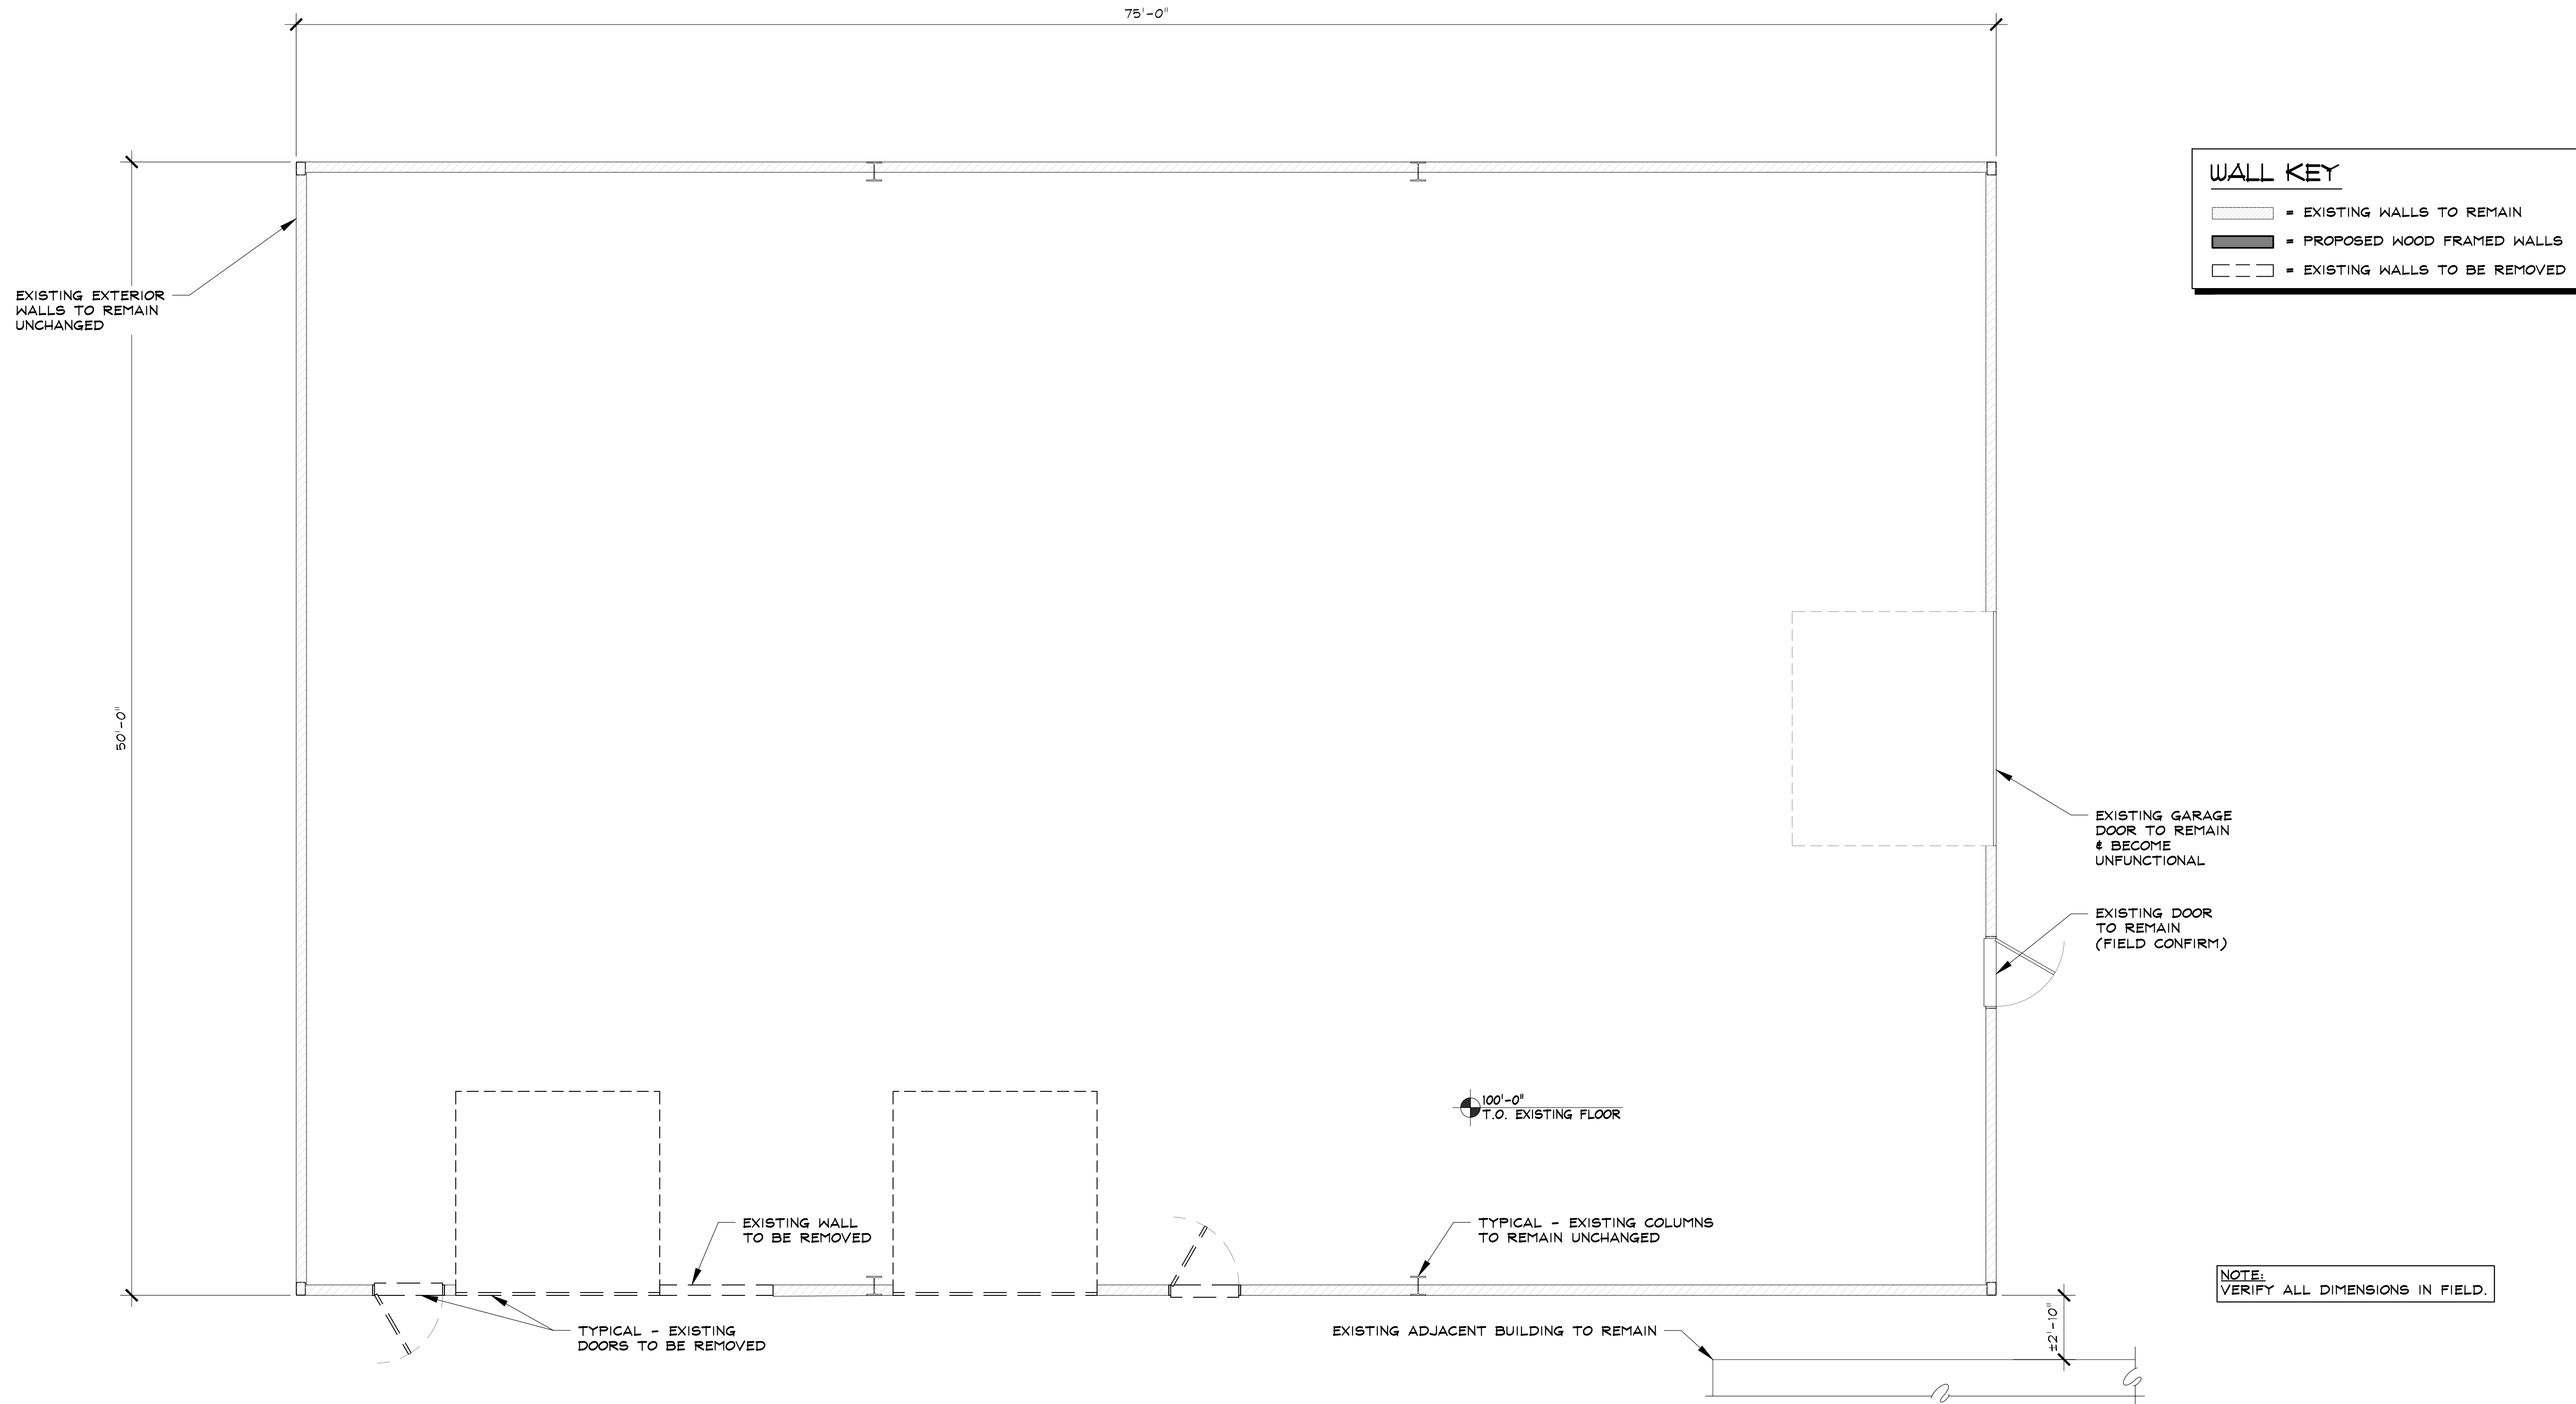 75'-0"
WALL KEY
= EXISTING WALLS TO REMAIN
= PROPOSED WOOD FRAMED WALLS
= EXISTING WALLS TO BE REMOVED
EXISTING EXTERIOR
WALLS TO REMAIN
UNCHANGED
50'-0"
EXISTING GARAGE
DOOR TO REMAIN
& BECOME
UNFUNCTIONAL
EXISTING DOOR
TO REMAIN
(FIELD CONFIRM)
100'-0"
T.O. EXISTING FLOOR
EXISTING WALL
TO BE REMOVED
TYPICAL - EXISTING COLUMNS
TO REMAIN UNCHANGED
NOTE:
VERIFY ALL DIMENSIONS IN FIELD.
TYPICAL - EXISTING
DOORS TO BE REMOVED
EXISTING ADJACENT BUILDING TO REMAIN
±2'-10"